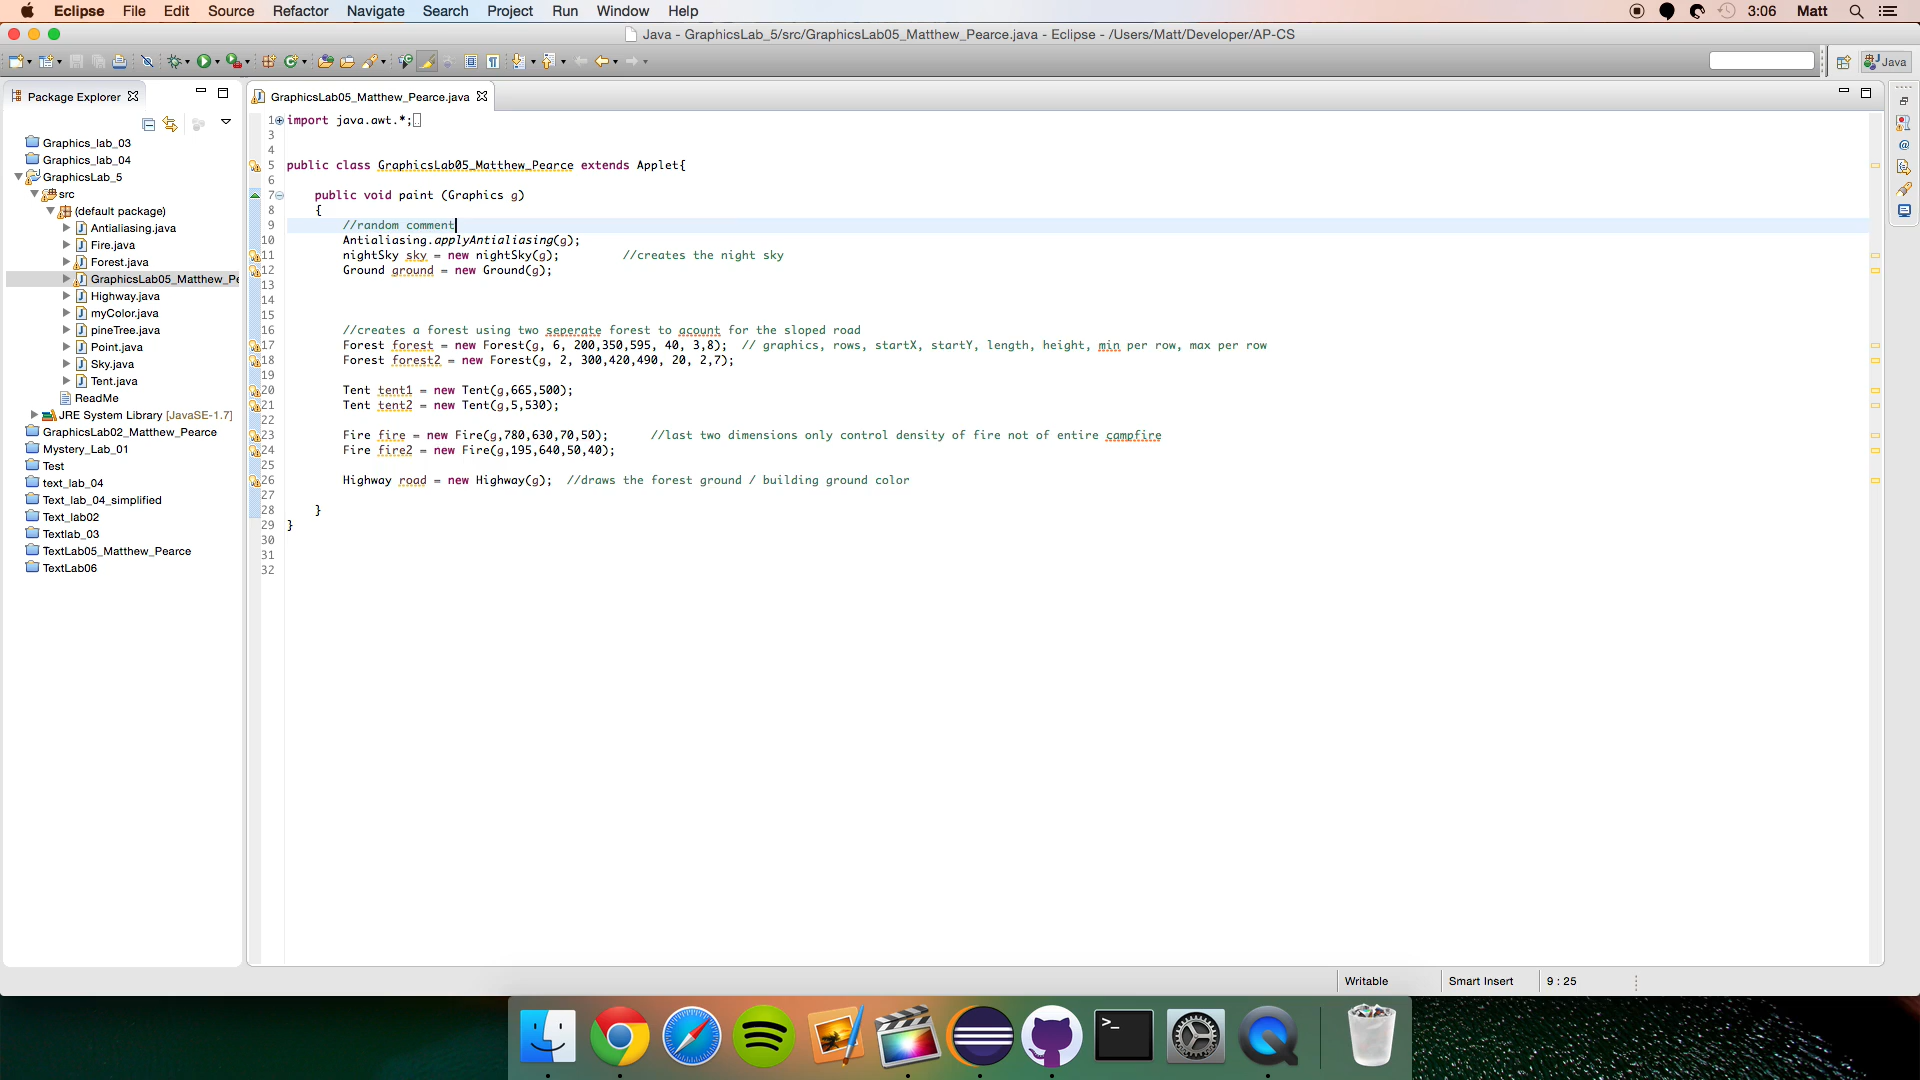 Eclipse File Edit Source Refactor Navigate Search Project Run Window Help 3:06 Matt
Java - GraphicsLab_5/src/GraphicsLab05_Matthew_Pearce.java - Eclipse - /Users/Matt/Developer/AP-CS
Java
Package Explorer
GraphicsLab05_Matthew_Pearce.java
Graphics_lab_03
Graphics_lab_04
GraphicsLab_5
src
(default package)
Antialiasing.java
Fire.java
Forest.java
GraphicsLab05_Matthew_Pe
Highway.java
myColor.java
pineTree.java
Point.java
Sky.java
Tent.java
ReadMe
JRE System Library [JavaSE-1.7]
GraphicsLab02_Matthew_Pearce
Mystery_Lab_01
Test
text_lab_04
Text_lab_04_simplified
Text_lab02
Textlab_03
TextLab05_Matthew_Pearce
TextLab06
1 import java.awt.*;
3
4
5 public class GraphicsLab05_Matthew_Pearce extends Applet{
6
7 public void paint (Graphics g)
8 {
9 //random comment
10 Antialiasing.applyAntialiasing(g);
11 nightSky sky = new nightSky(g); //creates the night sky
12 Ground ground = new Ground(g);
13
14
15
16 //creates a forest using two seperate forest to acount for the sloped road
17 Forest forest = new Forest(g, 6, 200,350,595, 40, 3,8); // graphics, rows, startX, startY, length, height, min per row, max per row
18 Forest forest2 = new Forest(g, 2, 300,420,490, 20, 2,7);
19
20 Tent tent1 = new Tent(g,665,500);
21 Tent tent2 = new Tent(g,5,530);
22
23 Fire fire = new Fire(g,780,630,70,50); //last two dimensions only control density of fire not of entire campfire
24 Fire fire2 = new Fire(g,195,640,50,40);
25
26 Highway road = new Highway(g); //draws the forest ground / building ground color
27
28 }
29 }
30
31
32
Writable Smart Insert 9 : 25